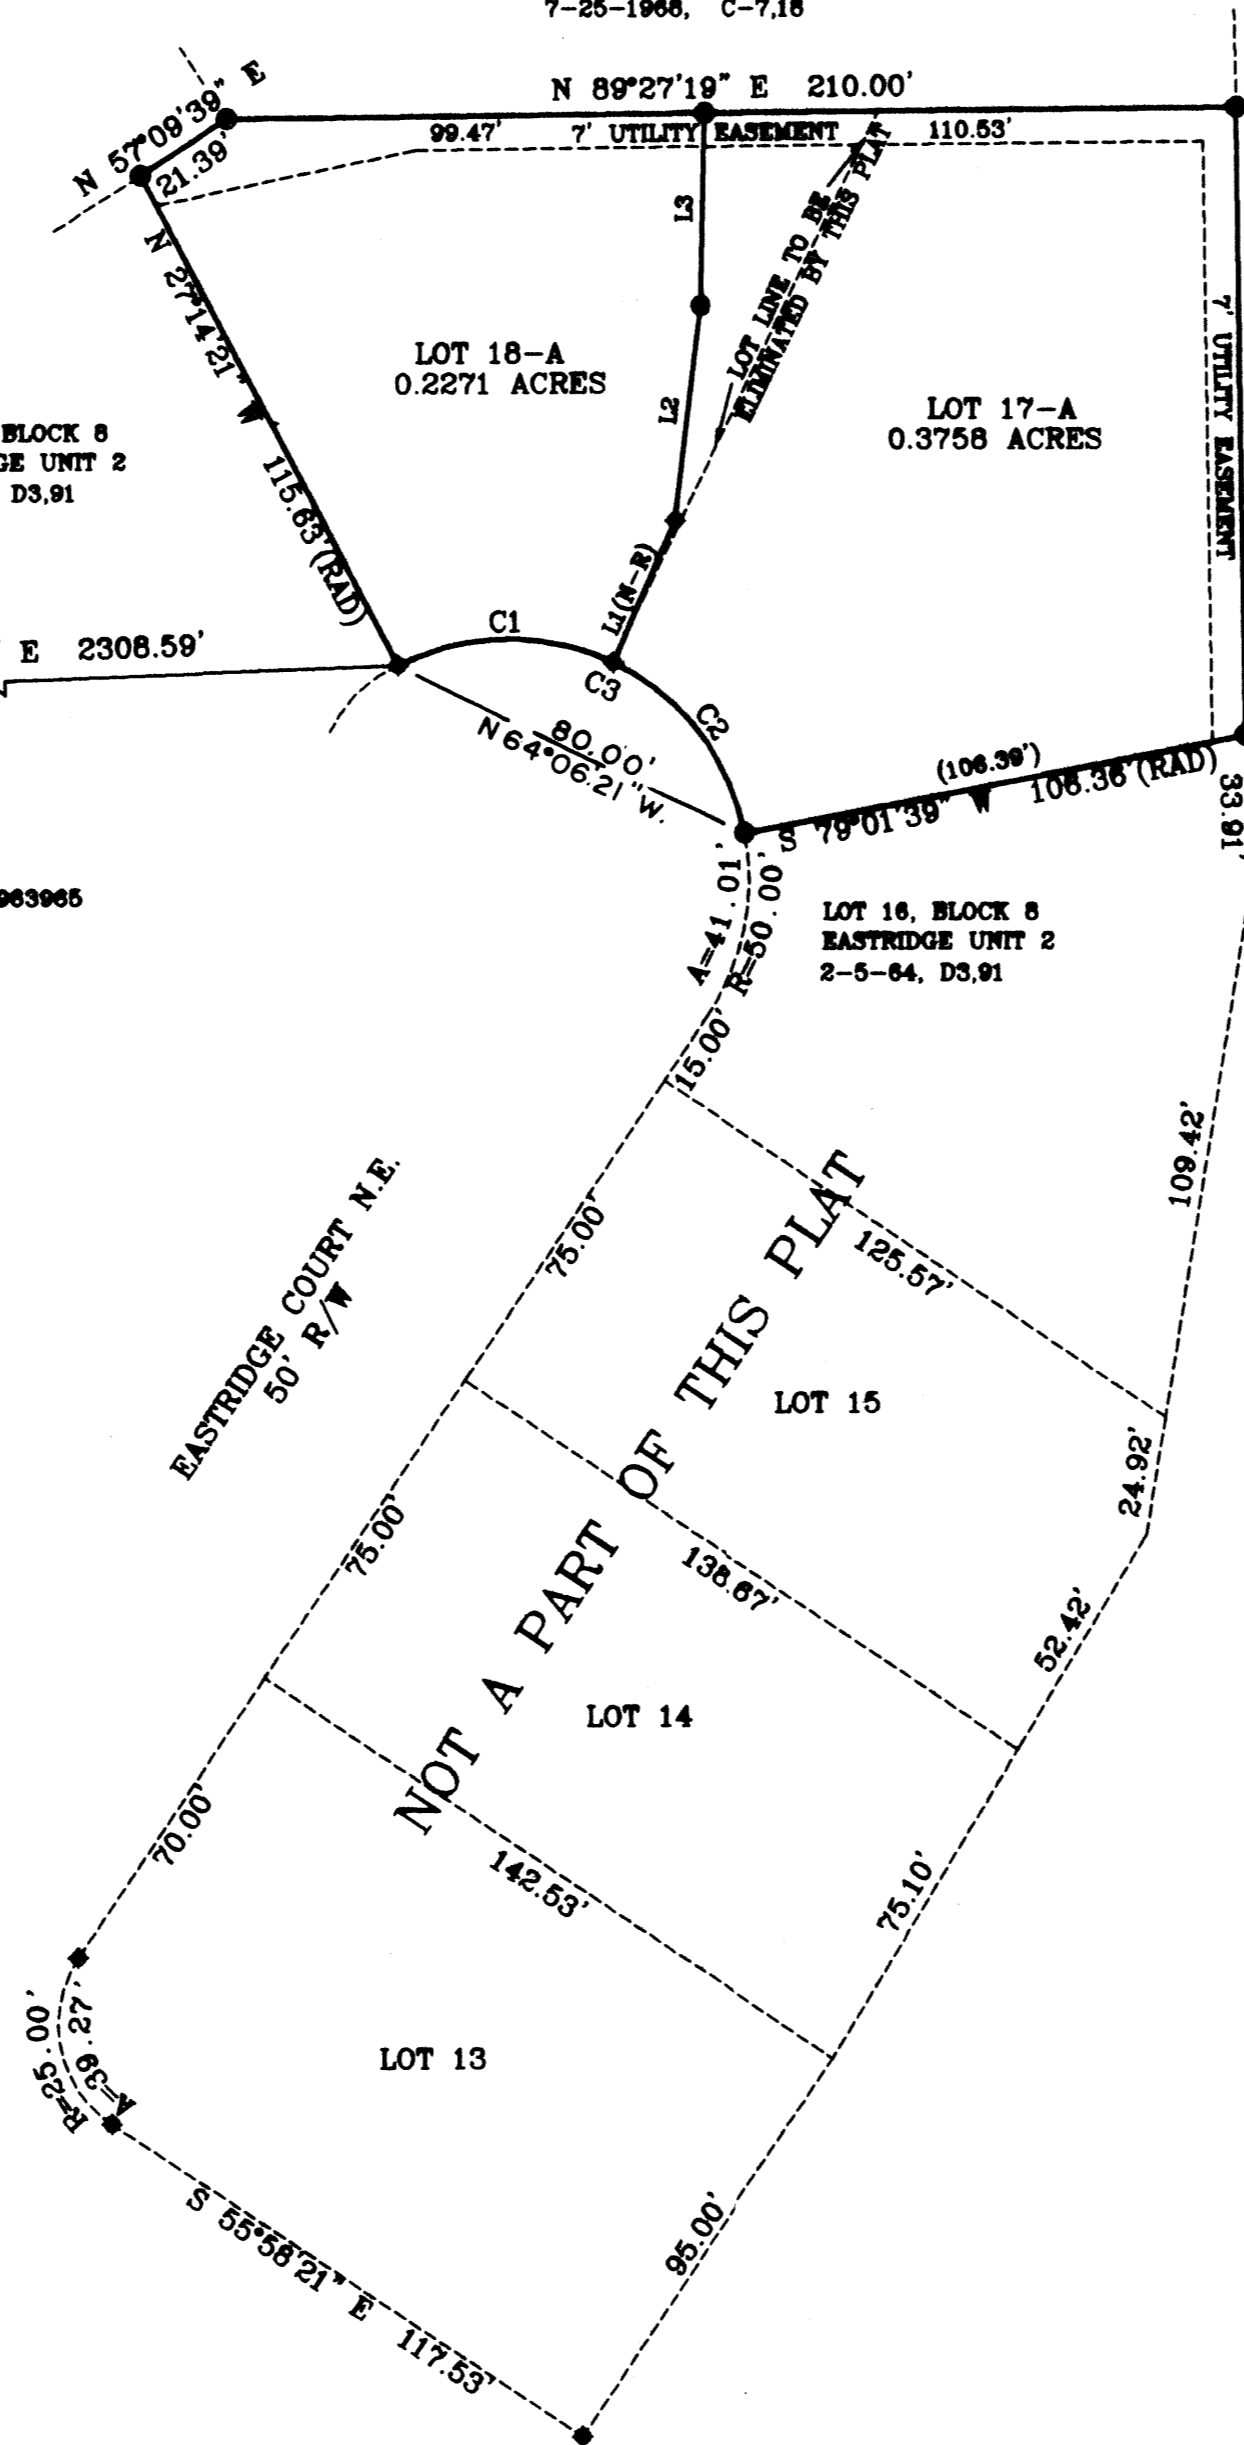 7-25-1968, C-7,18
N 57°09'39" E
21.39'
N 89°27'19" E 210.00'
99.47' 7' UTILITY EASEMENT 110.53'
L3
LOT LINE TO BE
ELIMINATED BY THIS PLAT
N 27°14'21" W
115.63'(RAD)
LOT 18-A
0.2271 ACRES
L2
LOT 17-A
0.3758 ACRES
7' UTILITY EASEMENT
BLOCK 8
GE UNIT 2
D3,91
L1(N-R)
C1
C3
C2
E 2308.59'
80.00'
N 64°06.21"W.
(106.39')
S 79°01'39" W 106.36'(RAD)
33.91'
963965
A=41.01'
R=50.00'
LOT 16, BLOCK 8
EASTRIDGE UNIT 2
2-5-64, D3,91
15.00'
109.42'
EASTRIDGE COURT N.E.
50' R/W
75.00'
125.57'
NOT A PART OF THIS PLAT
LOT 15
24.92'
75.00'
138.67'
52.42'
LOT 14
70.00'
142.53'
75.10'
R=25.00'
A=39.27'
LOT 13
95.00'
S 55°58'21" E 117.53'